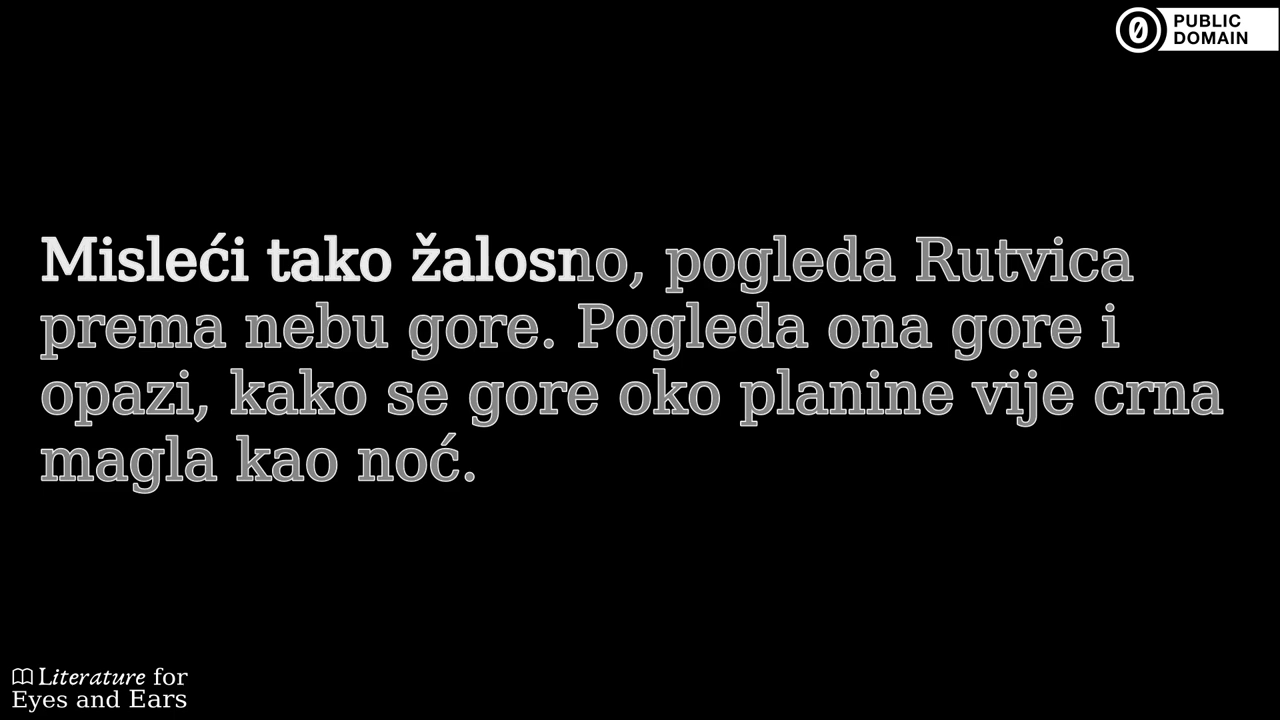 PUBLIC
DOMAIN
Misleći tako žalosno, pogleda Rutvica
prema nebu gore. Pogleda ona gore i
opazi, kako se gore oko planine vije crna
magla kao noć.
Literature for
Eyes and Ears